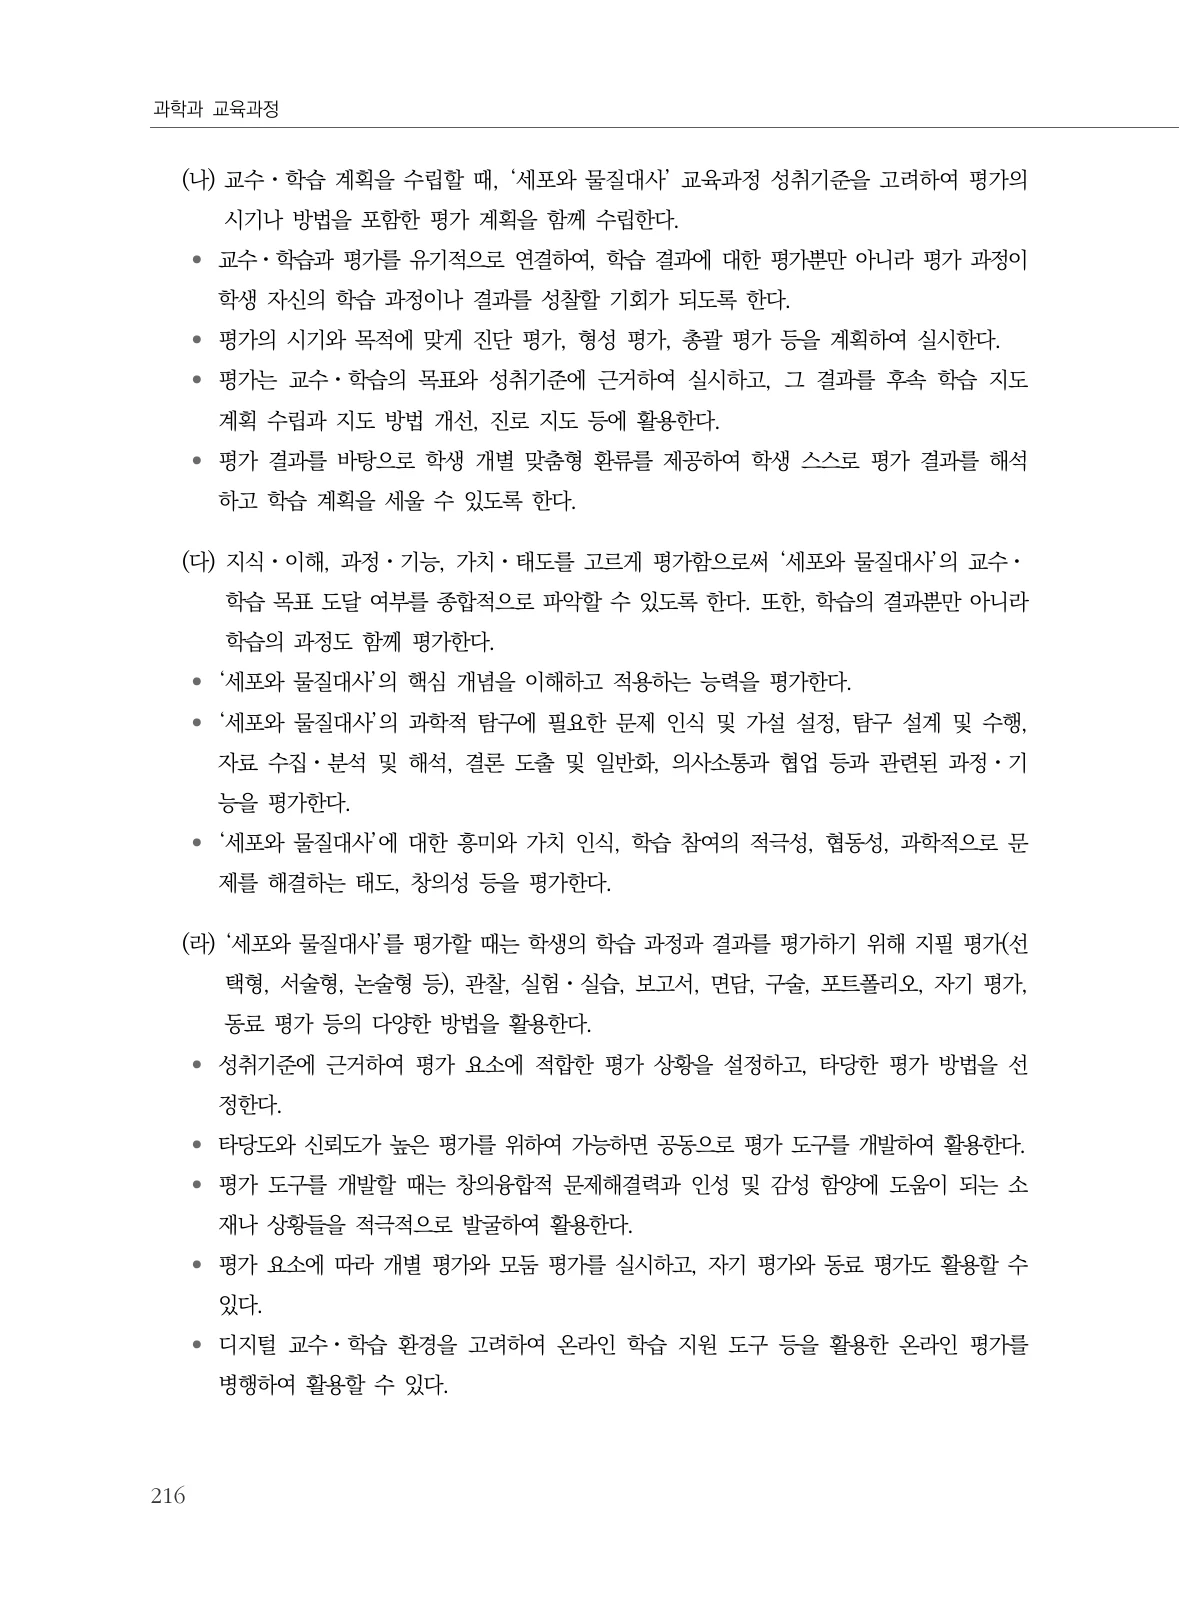 과학과 교육과정
(나) 교수･학습 계획을 수립할 때, ‘세포와 물질대사’ 교육과정 성취기준을 고려하여 평가의
시기나 방법을 포함한 평가 계획을 함께 수립한다.
• 교수･학습과 평가를 유기적으로 연결하여, 학습 결과에 대한 평가뿐만 아니라 평가 과정이
학생 자신의 학습 과정이나 결과를 성찰할 기회가 되도록 한다.
• 평가의 시기와 목적에 맞게 진단 평가, 형성 평가, 총괄 평가 등을 계획하여 실시한다.
• 평가는 교수･학습의 목표와 성취기준에 근거하여 실시하고, 그 결과를 후속 학습 지도
계획 수립과 지도 방법 개선, 진로 지도 등에 활용한다.
• 평가 결과를 바탕으로 학생 개별 맞춤형 환류를 제공하여 학생 스스로 평가 결과를 해석
하고 학습 계획을 세울 수 있도록 한다.
(다) 지식･이해, 과정･기능, 가치･태도를 고르게 평가함으로써 ‘세포와 물질대사’의 교수･
학습 목표 도달 여부를 종합적으로 파악할 수 있도록 한다. 또한, 학습의 결과뿐만 아니라
학습의 과정도 함께 평가한다.
• ‘세포와 물질대사’의 핵심 개념을 이해하고 적용하는 능력을 평가한다.
• ‘세포와 물질대사’의 과학적 탐구에 필요한 문제 인식 및 가설 설정, 탐구 설계 및 수행,
자료 수집･분석 및 해석, 결론 도출 및 일반화, 의사소통과 협업 등과 관련된 과정･기
능을 평가한다.
• ‘세포와 물질대사’에 대한 흥미와 가치 인식, 학습 참여의 적극성, 협동성, 과학적으로 문
제를 해결하는 태도, 창의성 등을 평가한다.
(라) ‘세포와 물질대사’를 평가할 때는 학생의 학습 과정과 결과를 평가하기 위해 지필 평가(선
택형, 서술형, 논술형 등), 관찰, 실험･실습, 보고서, 면담, 구술, 포트폴리오, 자기 평가,
동료 평가 등의 다양한 방법을 활용한다.
• 성취기준에 근거하여 평가 요소에 적합한 평가 상황을 설정하고, 타당한 평가 방법을 선
정한다.
• 타당도와 신뢰도가 높은 평가를 위하여 가능하면 공동으로 평가 도구를 개발하여 활용한다.
• 평가 도구를 개발할 때는 창의융합적 문제해결력과 인성 및 감성 함양에 도움이 되는 소
재나 상황들을 적극적으로 발굴하여 활용한다.
• 평가 요소에 따라 개별 평가와 모둠 평가를 실시하고, 자기 평가와 동료 평가도 활용할 수
있다.
• 디지털 교수･학습 환경을 고려하여 온라인 학습 지원 도구 등을 활용한 온라인 평가를
병행하여 활용할 수 있다.
216